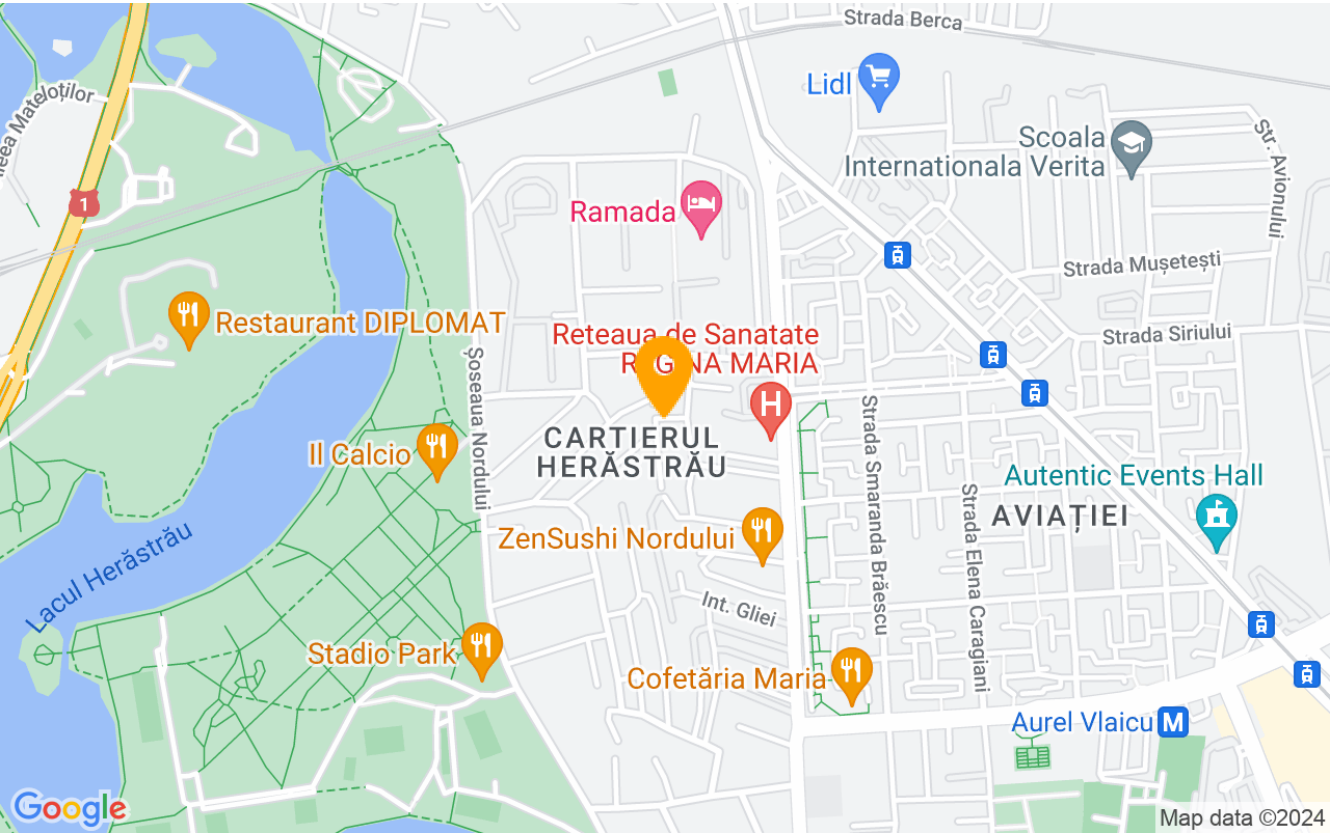 Strada Berca
Lidl
Scoala
Internationala Verita
Str. Avionului
Mateloților
1
Ramada
Strada Mușetești
Restaurant DIPLOMAT
Reteaua de Sanatate
MARIA
H
Strada Siriului
Șoseaua Nordului
Il Calcio
CARTIERUL
HERĂSTRĂU
Strada Smaranda Brăescu
Autentic Events Hall
AVIAȚIEI
Strada Elena Caragiani
ZenSushi Nordului
Lacul Herăstrău
Int. Gliei
Stadio Park
Cofetăria Maria
Aurel Vlaicu M
Google
Map data ©2024